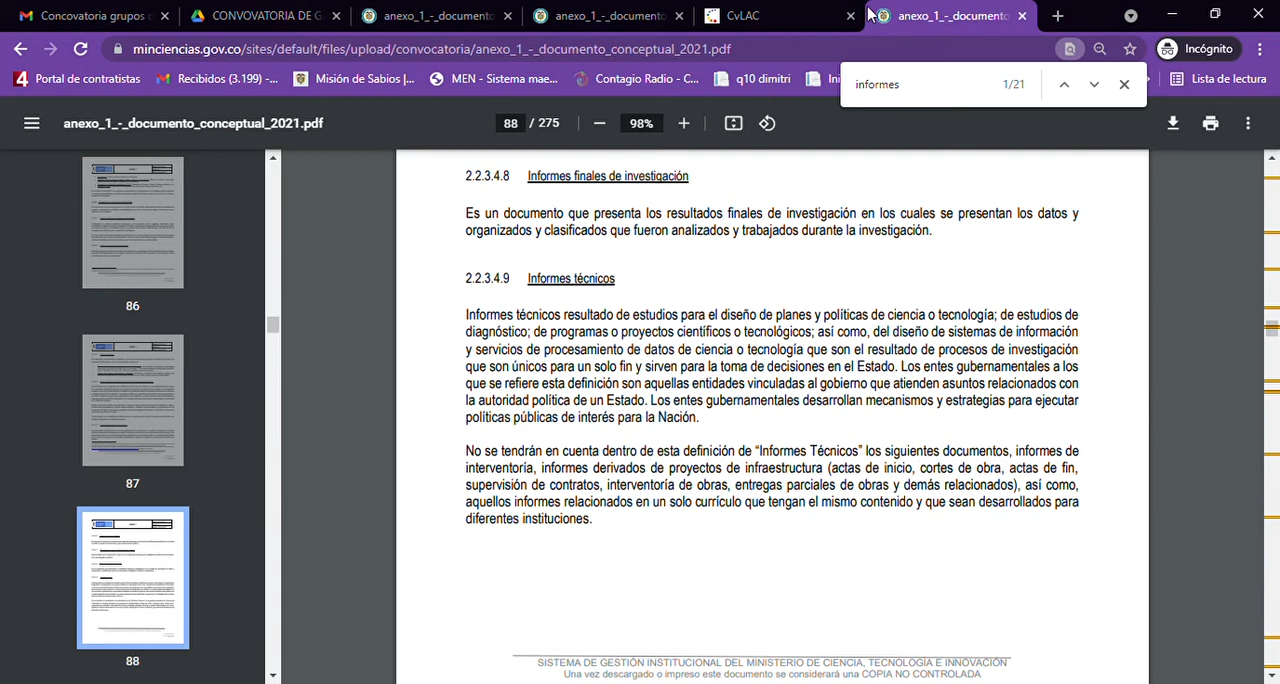 Concovatoria grupos d
CONVOVATORIA DE G
anexo_1_-_documento
anexo_1_-_documento
CvLAC
anexo_1_-_documento
minciencias.gov.co/sites/default/files/upload/convocatoria/anexo_1_-_documento_conceptual_2021.pdf
Incógnito
Portal de contratistas
Recibidos (3.199) -...
Misión de Sabios |...
MEN - Sistema mae...
Contagio Radio - C...
q10 dimitri
Lista de lectura
informes
1/21
anexo_1_-_documento_conceptual_2021.pdf
88 / 275
98%
86
87
88
2.2.3.4.8 Informes finales de investigación
Es un documento que presenta los resultados finales de investigación en los cuales se presentan los datos y
organizados y clasificados que fueron analizados y trabajados durante la investigación.
2.2.3.4.9 Informes técnicos
Informes técnicos resultado de estudios para el diseño de planes y políticas de ciencia o tecnología; de estudios de
diagnóstico; de programas o proyectos científicos o tecnológicos; así como, del diseño de sistemas de información
y servicios de procesamiento de datos de ciencia o tecnología que son el resultado de procesos de investigación
que son únicos para un solo fin y sirven para la toma de decisiones en el Estado. Los entes gubernamentales a los
que se refiere esta definición son aquellas entidades vinculadas al gobierno que atienden asuntos relacionados con
la autoridad política de un Estado. Los entes gubernamentales desarrollan mecanismos y estrategias para ejecutar
políticas públicas de interés para la Nación.
No se tendrán en cuenta dentro de esta definición de “Informes Técnicos” los siguientes documentos, informes de
interventoría, informes derivados de proyectos de infraestructura (actas de inicio, cortes de obra, actas de fin,
supervisión de contratos, interventoría de obras, entregas parciales de obras y demás relacionados), así como,
aquellos informes relacionados en un solo currículo que tengan el mismo contenido y que sean desarrollados para
diferentes instituciones.
SISTEMA DE GESTIÓN INSTITUCIONAL DEL MINISTERIO DE CIENCIA, TECNOLOGÍA E INNOVACIÓN
Una vez descargado o impreso este documento se considerará una COPIA NO CONTROLADA